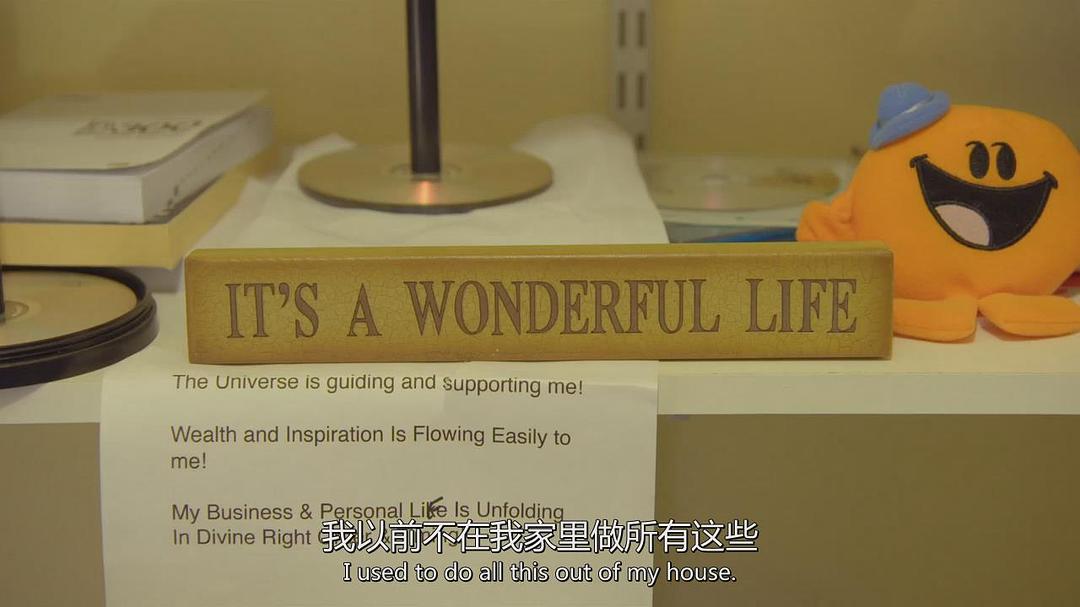 IT'S A WONDERFUL LIFE
The Universe is guiding and supporting me!
Wealth and Inspiration Is Flowing Easily to
me!
My Business & Personal Life Is Unfolding
In Divine Right
我以前不在我家里做所有这些
I used to do all this out of my house.